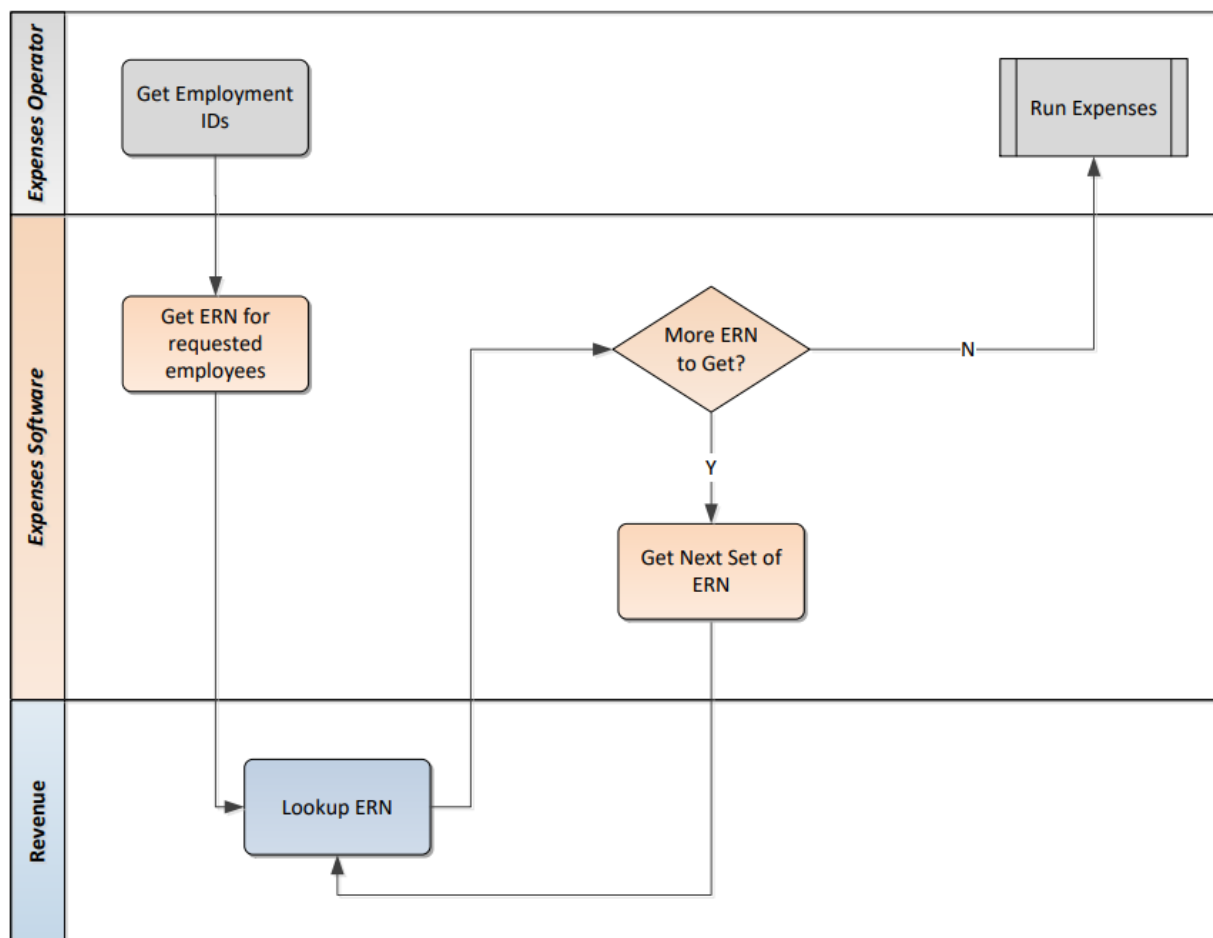 Expenses Operator
Get Employment
IDs
Run Expenses
Expenses Software
Get ERN for
requested
employees
More ERN
to Get?
N
Y
Get Next Set of
ERN
Revenue
Lookup ERN